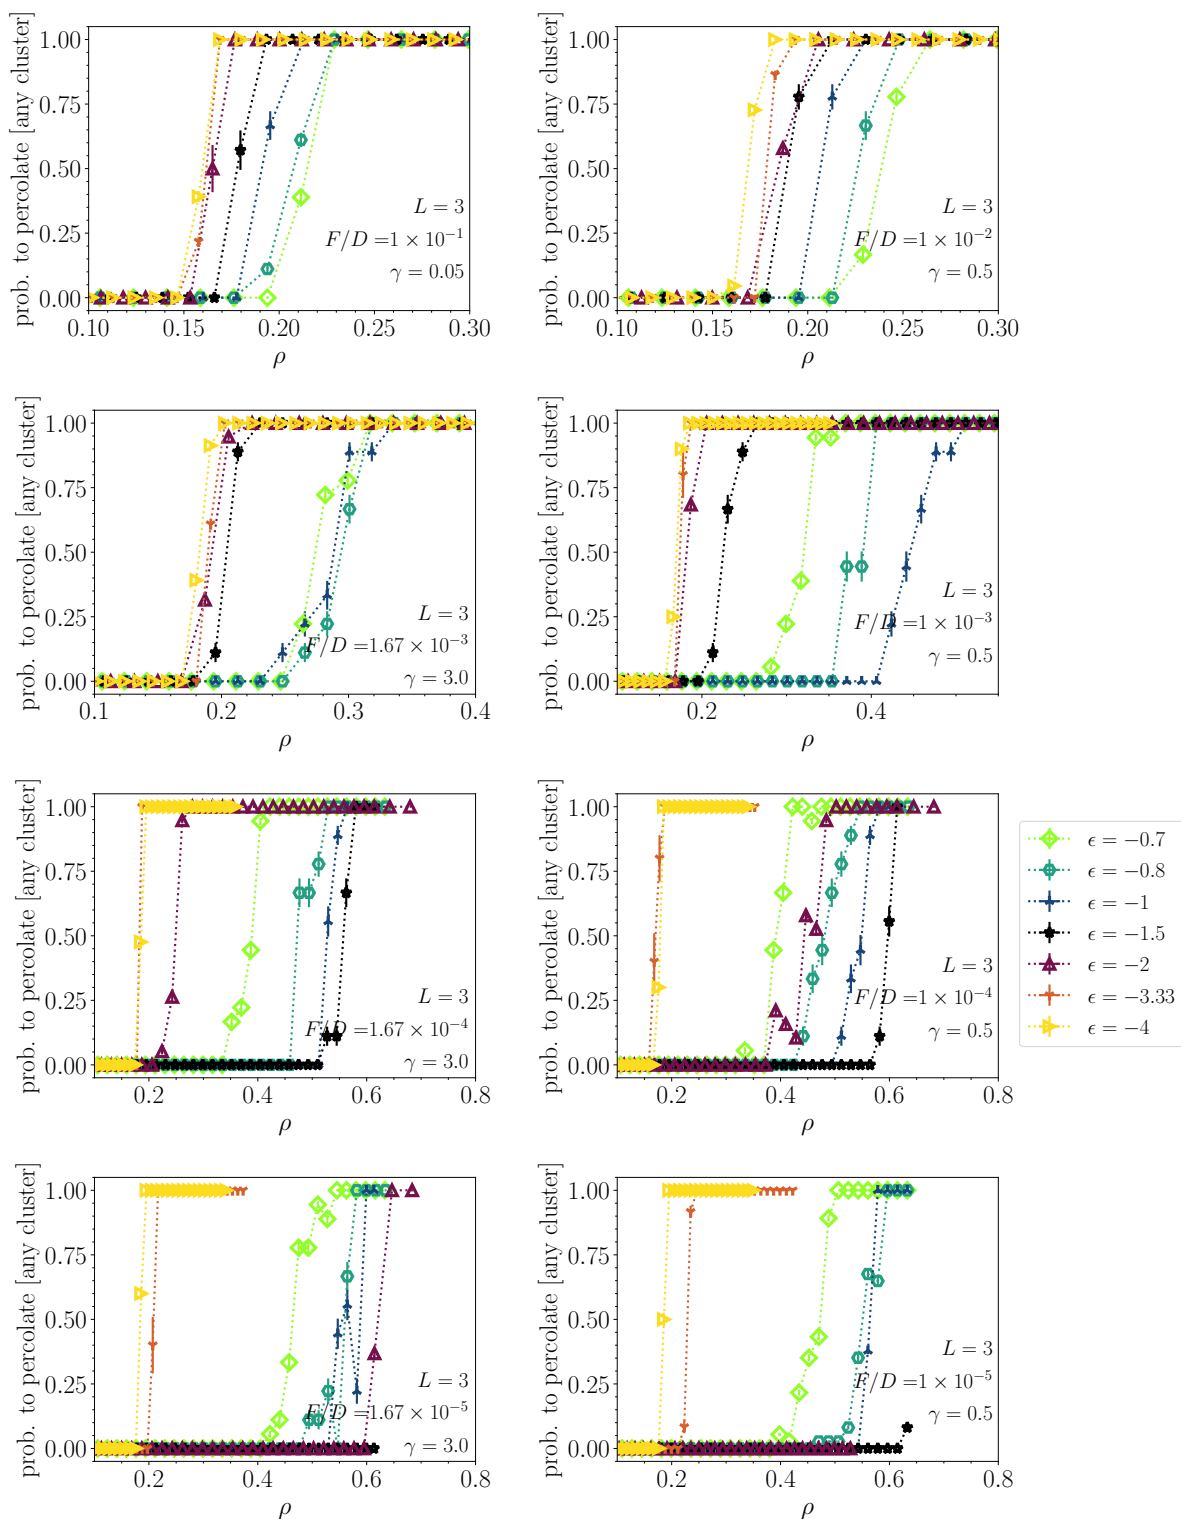 prob. to percolate [any cluster]
1.00
0.75
0.50
0.25
0.00
L = 3
F/D =1 × 10⁻¹
γ = 0.05
0.10 0.15 0.20 0.25 0.30
ρ
prob. to percolate [any cluster]
1.00
0.75
0.50
0.25
0.00
L = 3
F/D =1 × 10⁻²
γ = 0.5
0.10 0.15 0.20 0.25 0.30
ρ
prob. to percolate [any cluster]
1.00
0.75
0.50
0.25
0.00
L = 3
F/D =1.67 × 10⁻³
γ = 3.0
0.1 0.2 0.3 0.4
ρ
prob. to percolate [any cluster]
1.00
0.75
0.50
0.25
0.00
L = 3
F/D =1 × 10⁻³
γ = 0.5
0.2 0.4
ρ
prob. to percolate [any cluster]
1.00
0.75
0.50
0.25
0.00
L = 3
F/D =1.67 × 10⁻⁴
γ = 3.0
0.2 0.4 0.6 0.8
ρ
prob. to percolate [any cluster]
1.00
0.75
0.50
0.25
0.00
L = 3
F/D =1 × 10⁻⁴
γ = 0.5
0.2 0.4 0.6 0.8
ρ
ϵ = −0.7
ϵ = −0.8
ϵ = −1
ϵ = −1.5
ϵ = −2
ϵ = −3.33
ϵ = −4
prob. to percolate [any cluster]
1.00
0.75
0.50
0.25
0.00
L = 3
F/D =1.67 × 10⁻⁵
γ = 3.0
0.2 0.4 0.6 0.8
ρ
prob. to percolate [any cluster]
1.00
0.75
0.50
0.25
0.00
L = 3
F/D =1 × 10⁻⁵
γ = 0.5
0.2 0.4 0.6 0.8
ρ